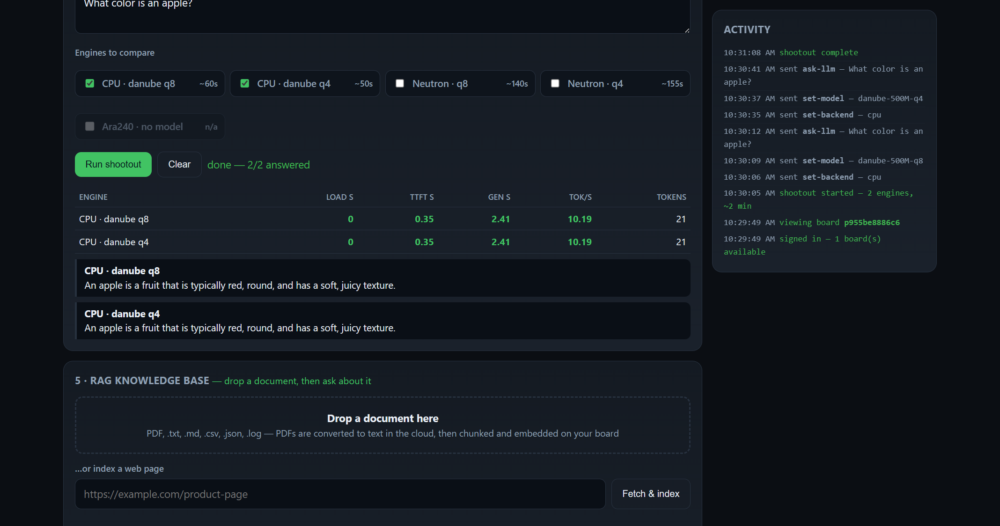 What color is an apple?
Engines to compare
CPU · danube q8 ~60s
CPU · danube q4 ~50s
Neutron · q8 ~140s
Neutron · q4 ~155s
Ara240 · no model n/a
Run shootout
Clear
done — 2/2 answered
ENGINE LOAD S TTFT S GEN S TOK/S TOKENS
CPU · danube q8 0 0.35 2.41 10.19 21
CPU · danube q4 0 0.35 2.41 10.19 21
CPU · danube q8
An apple is a fruit that is typically red, round, and has a soft, juicy texture.
CPU · danube q4
An apple is a fruit that is typically red, round, and has a soft, juicy texture.
5 · RAG KNOWLEDGE BASE — drop a document, then ask about it
Drop a document here
PDF, .txt, .md, .csv, .json, .log — PDFs are converted to text in the cloud, then chunked and embedded on your board
...or index a web page
https://example.com/product-page
Fetch & index
ACTIVITY
10:31:08 AM shootout complete
10:30:41 AM sent ask-llm — What color is an
apple?
10:30:37 AM sent set-model — danube-500M-q4
10:30:35 AM sent set-backend — cpu
10:30:12 AM sent ask-llm — What color is an
apple?
10:30:09 AM sent set-model — danube-500M-q8
10:30:06 AM sent set-backend — cpu
10:30:05 AM shootout started — 2 engines,
~2 min
10:29:49 AM viewing board p955be8886c6
10:29:49 AM signed in — 1 board(s)
available